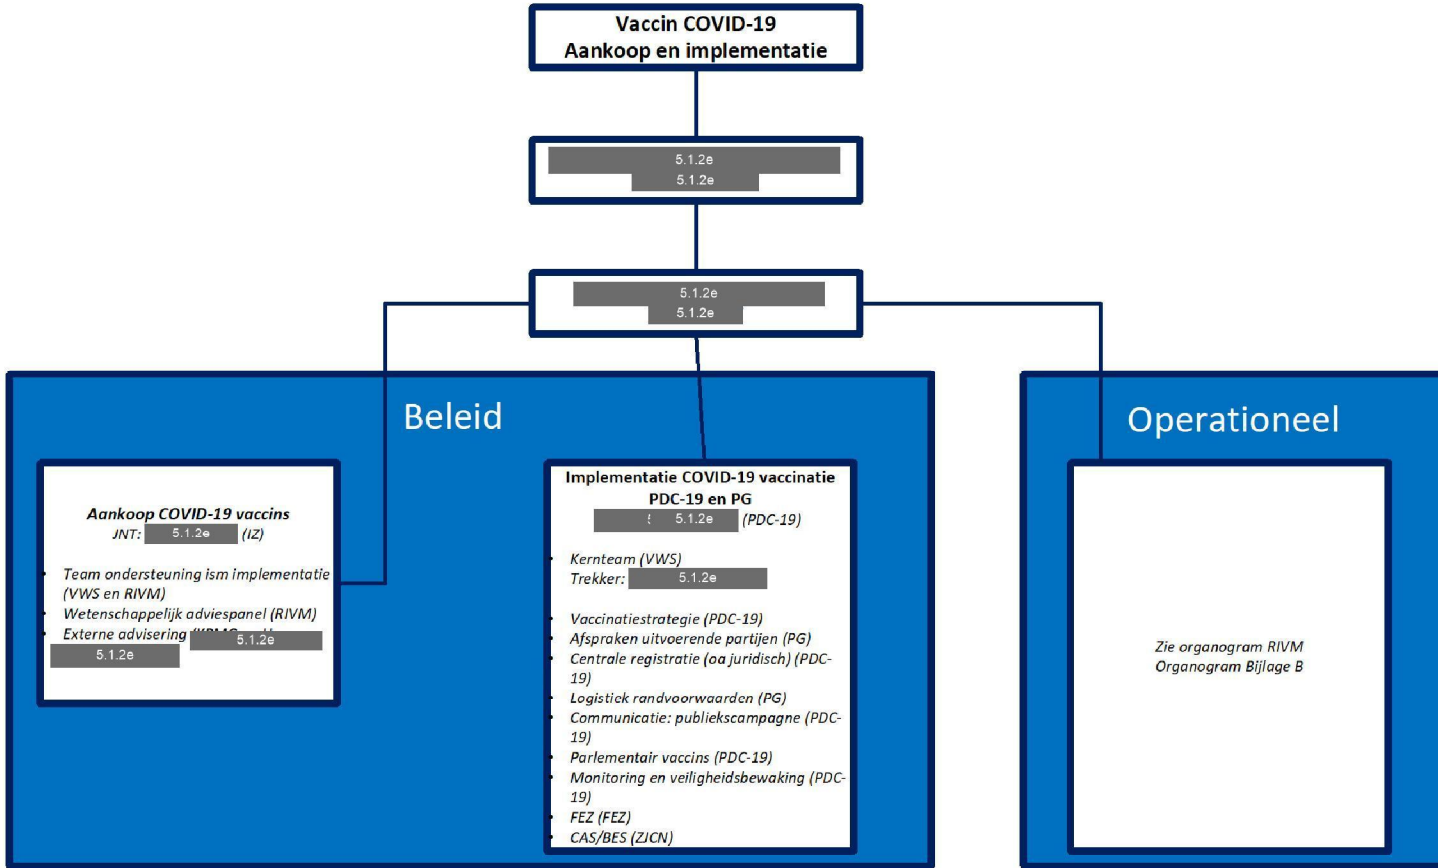 Vaccin COVID-19
Aankoop en implementatie
5.1.2e
5.1.2e
5.1.2e
5.1.2e
Beleid
Aankoop COVID-19 vaccins
JNT: 5.1.2e (IZ)
• Team ondersteuning ism implementatie
(VWS en RIVM)
• Wetenschappelijk adviespanel (RIVM)
• Externe advisering
5.1.2e
5.1.2e
Implementatie COVID-19 vaccinatie
PDC-19 en PG
5.1.2e (PDC-19)
• Kernteam (VWS)
Trekker: 5.1.2e
• Vaccinatiestrategie (PDC-19)
• Afspraken uitvoerende partijen (PG)
• Centrale registratie (oa juridisch) (PDC-
19)
• Logistiek randvoorwaarden (PG)
• Communicatie: publiekscampagne (PDC-
19)
• Parlementair vaccins (PDC-19)
• Monitoring en veiligheidsbewaking (PDC-
19)
• FEZ (FEZ)
• CAS/BES (ZJCN)
Operationeel
Zie organogram RIVM
Organogram Bijlage B